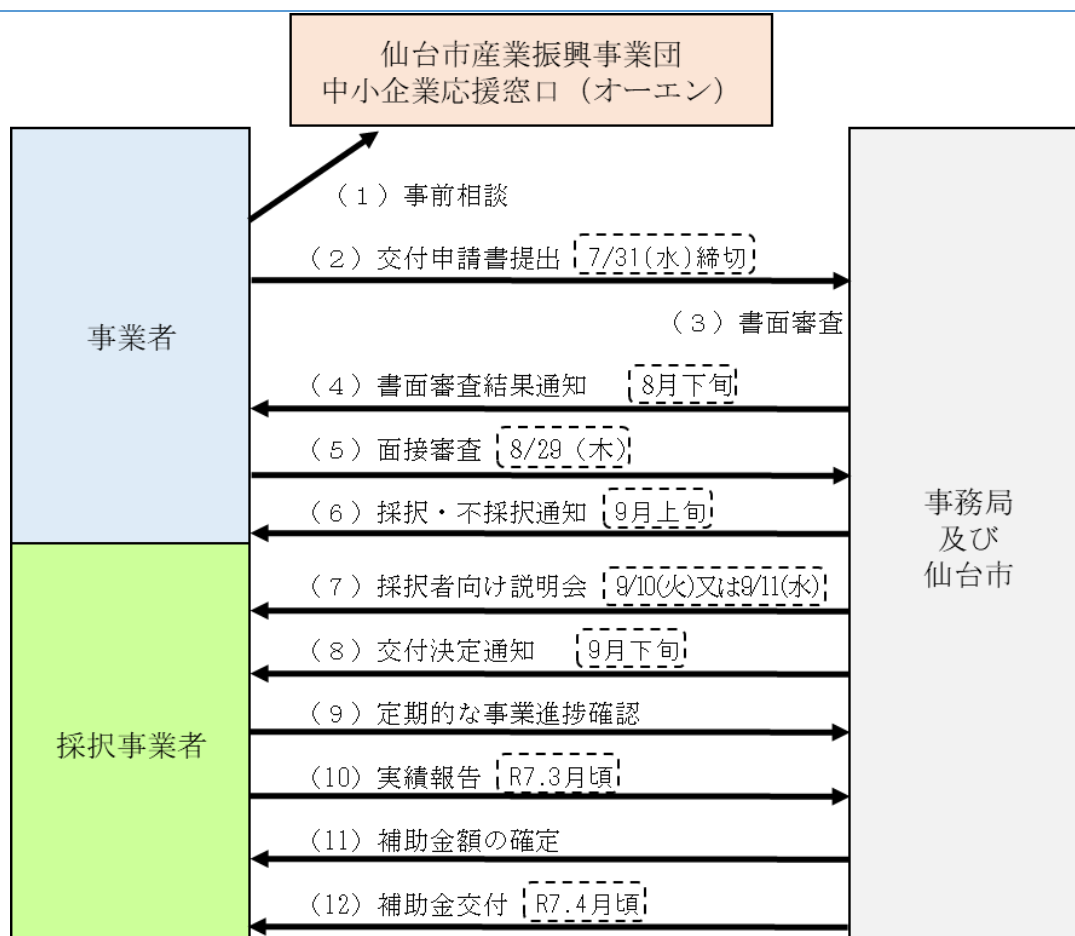 仙台市産業振興事業団
中小企業応援窓口（オーエン）
（１）事前相談
（２）交付申請書提出 7/31(水)締切
（３）書面審査
事業者
（４）書面審査結果通知 8月下旬
（５）面接審査 8/29（木）
（６）採択・不採択通知 9月上旬
事務局
及び
仙台市
（７）採択者向け説明会 9/10(火)又は9/11(水)
（８）交付決定通知 9月下旬
（９）定期的な事業進捗確認
採択事業者
（10）実績報告 R7.3月頃
（11）補助金額の確定
（12）補助金交付 R7.4月頃